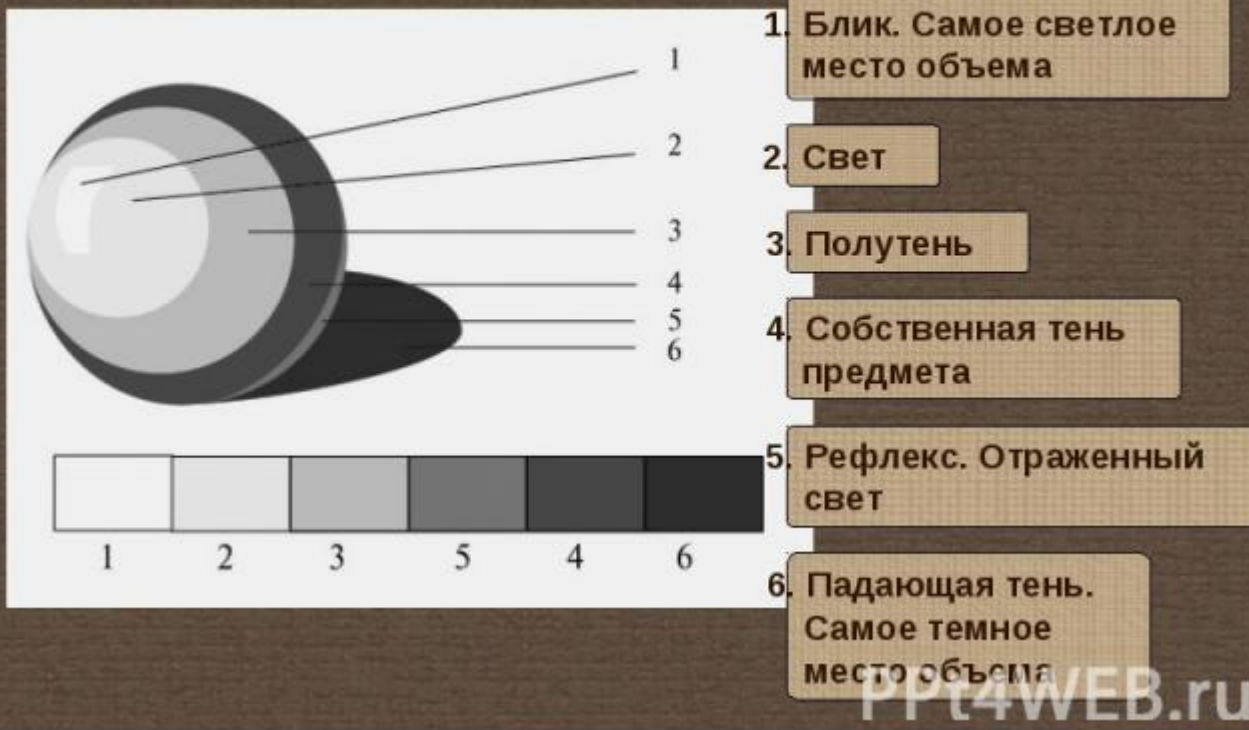 1
2
3
4
5
6
1 2 3 5 4 6
1. Блик. Самое светлое
место объема
2. Свет
3. Полутень
4. Собственная тень
предмета
5. Рефлекс. Отраженный
свет
6. Падающая тень.
Самое темное
место объема
PPt4WEB.ru